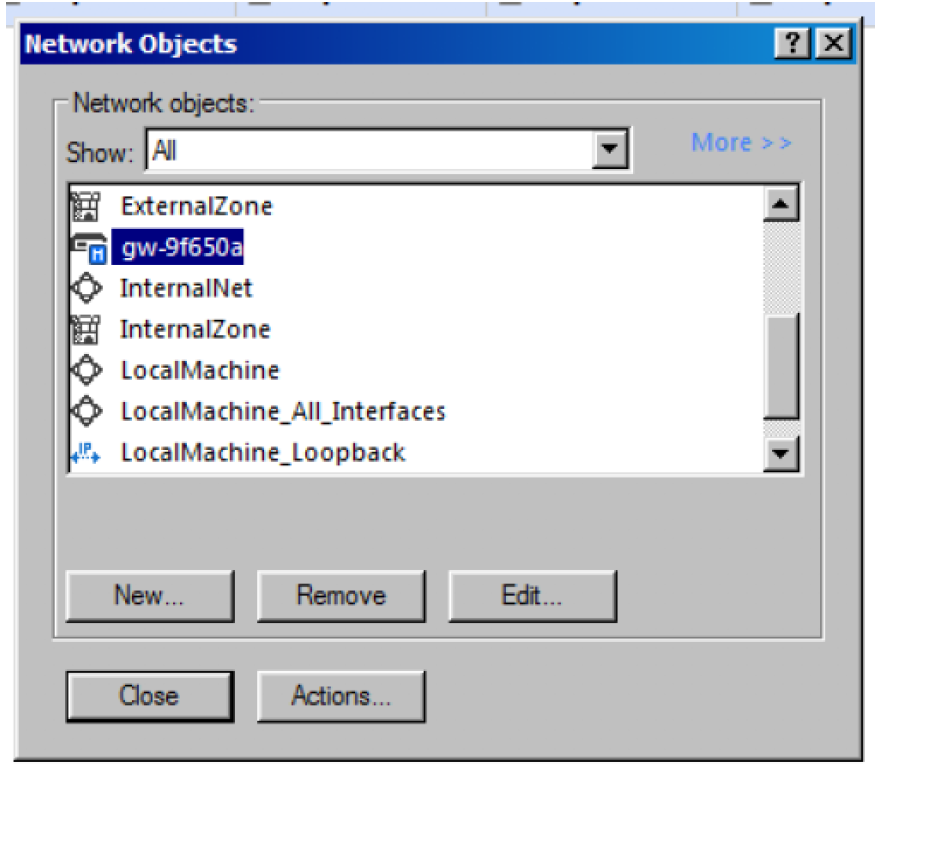 Network Objects
Network objects:
Show: All More >>
ExternalZone
gw-9f650a
InternalNet
InternalZone
LocalMachine
LocalMachine_All_Interfaces
IP LocalMachine_Loopback
New... Remove Edit...
Close Actions...